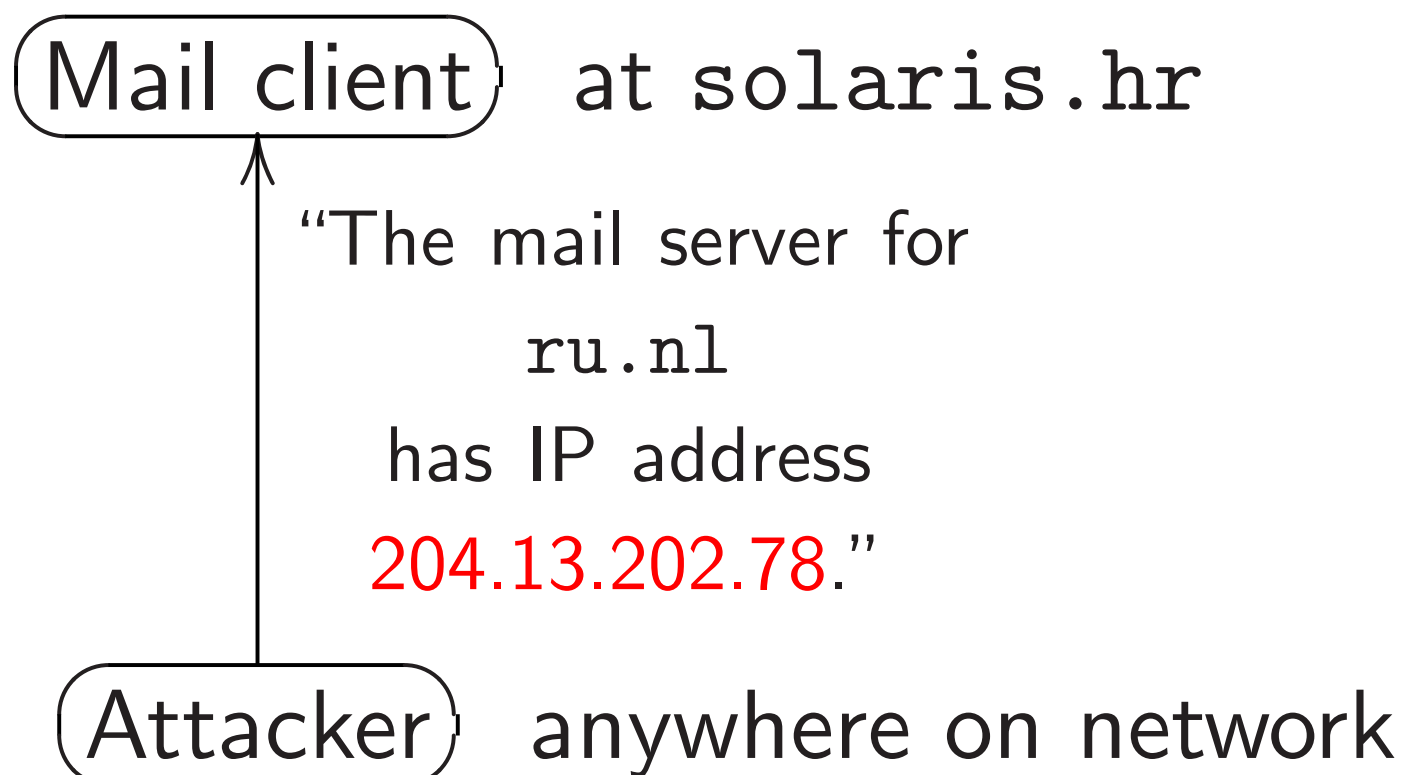 Mail client at solaris.hr
“The mail server for
ru.nl
has IP address
204.13.202.78.”
Attacker anywhere on network